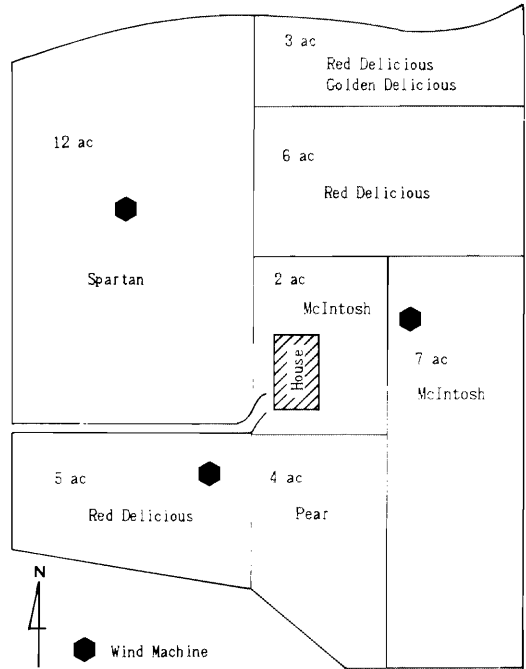 3 ac
Red Delicious
Golden Delicious
12 ac
6 ac
Red Delicious
Spartan
2 ac
McIntosh
House
7 ac
McIntosh
5 ac
Red Delicious
4 ac
Pear
N
Wind Machine